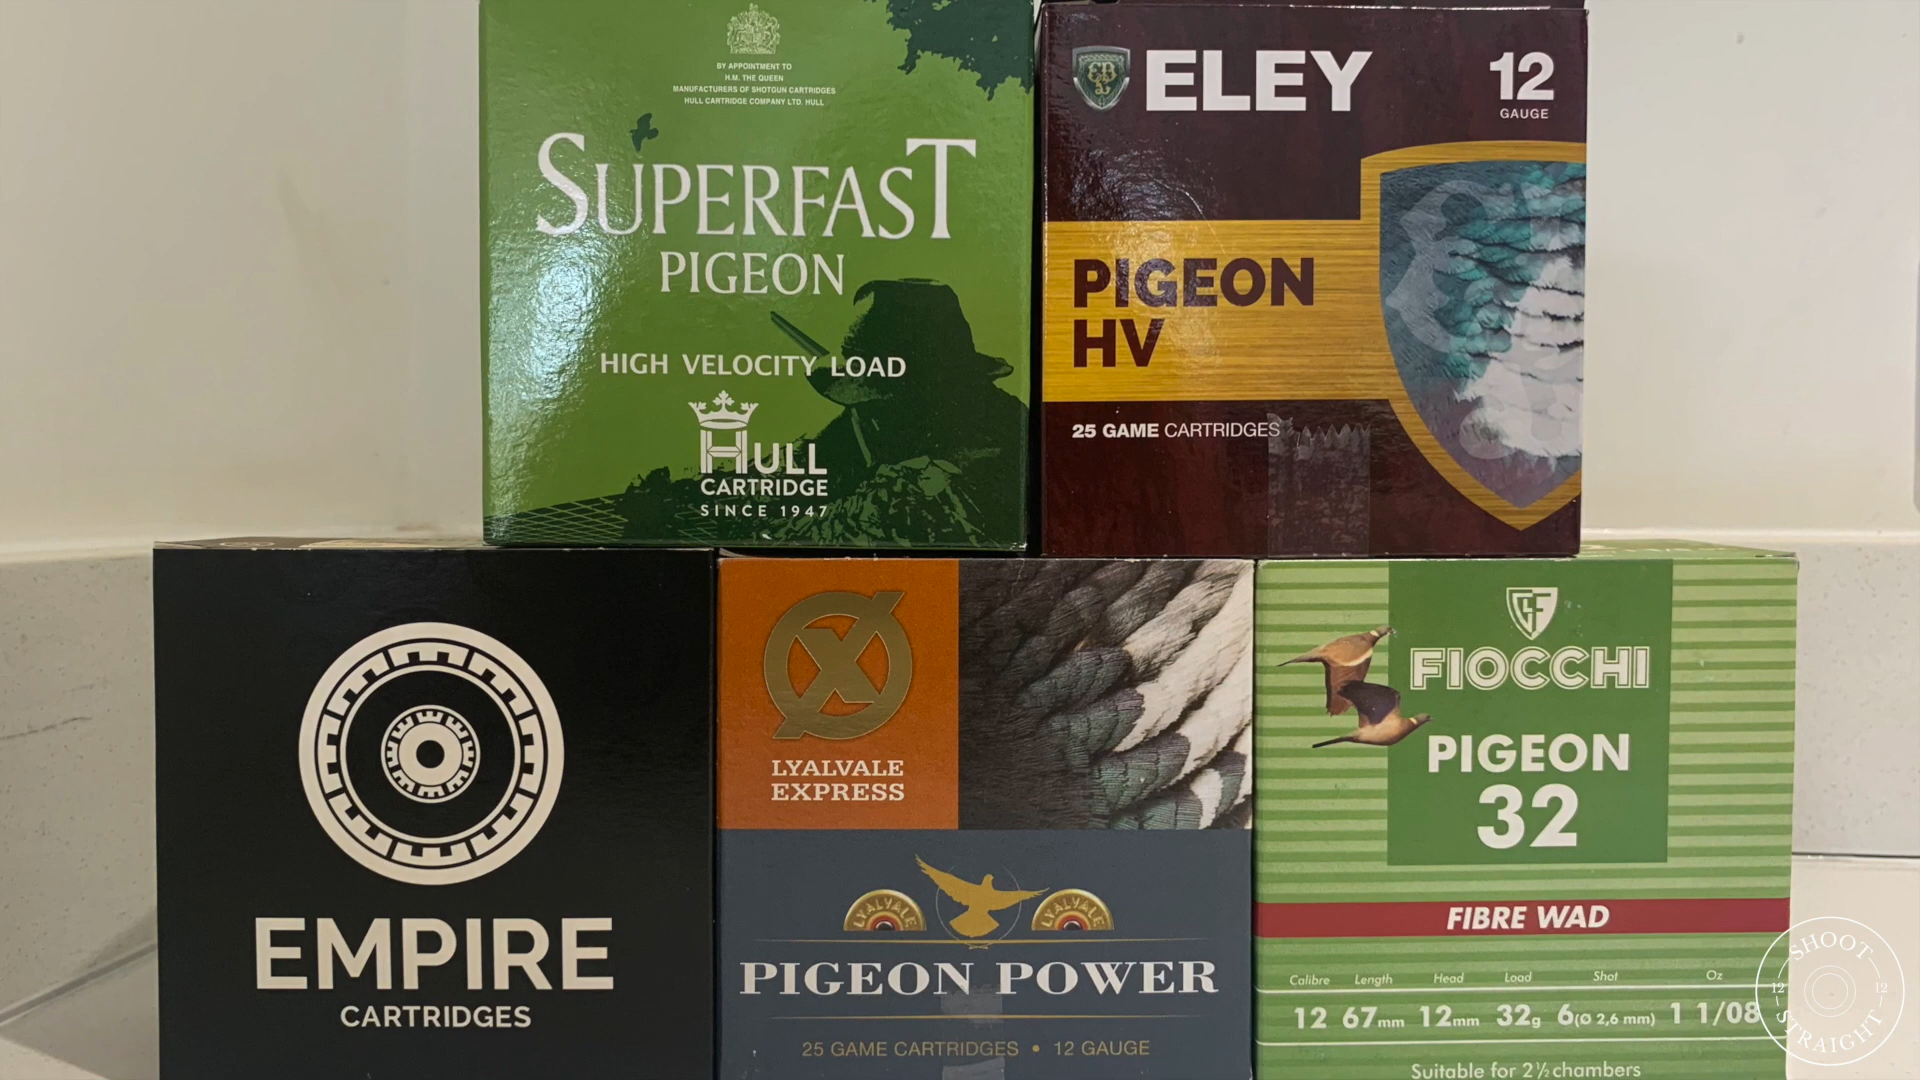 BY APPOINTMENT TO
H.M. THE QUEEN
MANUFACTURERS OF SHOTGUN CARTRIDGES
HULL CARTRIDGE COMPANY LTD. HULL
SUPERFAST
PIGEON
HIGH VELOCITY LOAD
HULL
CARTRIDGE
SINCE 1947
ELEY
12
GAUGE
PIGEON
HV
25 GAME CARTRIDGES
EMPIRE
CARTRIDGES
LYALVALE
EXPRESS
LYALVALE
LYALVALE
PIGEON POWER
25 GAME CARTRIDGES • 12 GAUGE
FIOCCHI
PIGEON
32
FIBRE WAD
Calibre Length Head Load Shot Oz
12 67mm 12mm 32g 6(Ø 2,6 mm) 1 1/08
Suitable for 2½ chambers
SHOOT
12 12
STRAIGHT